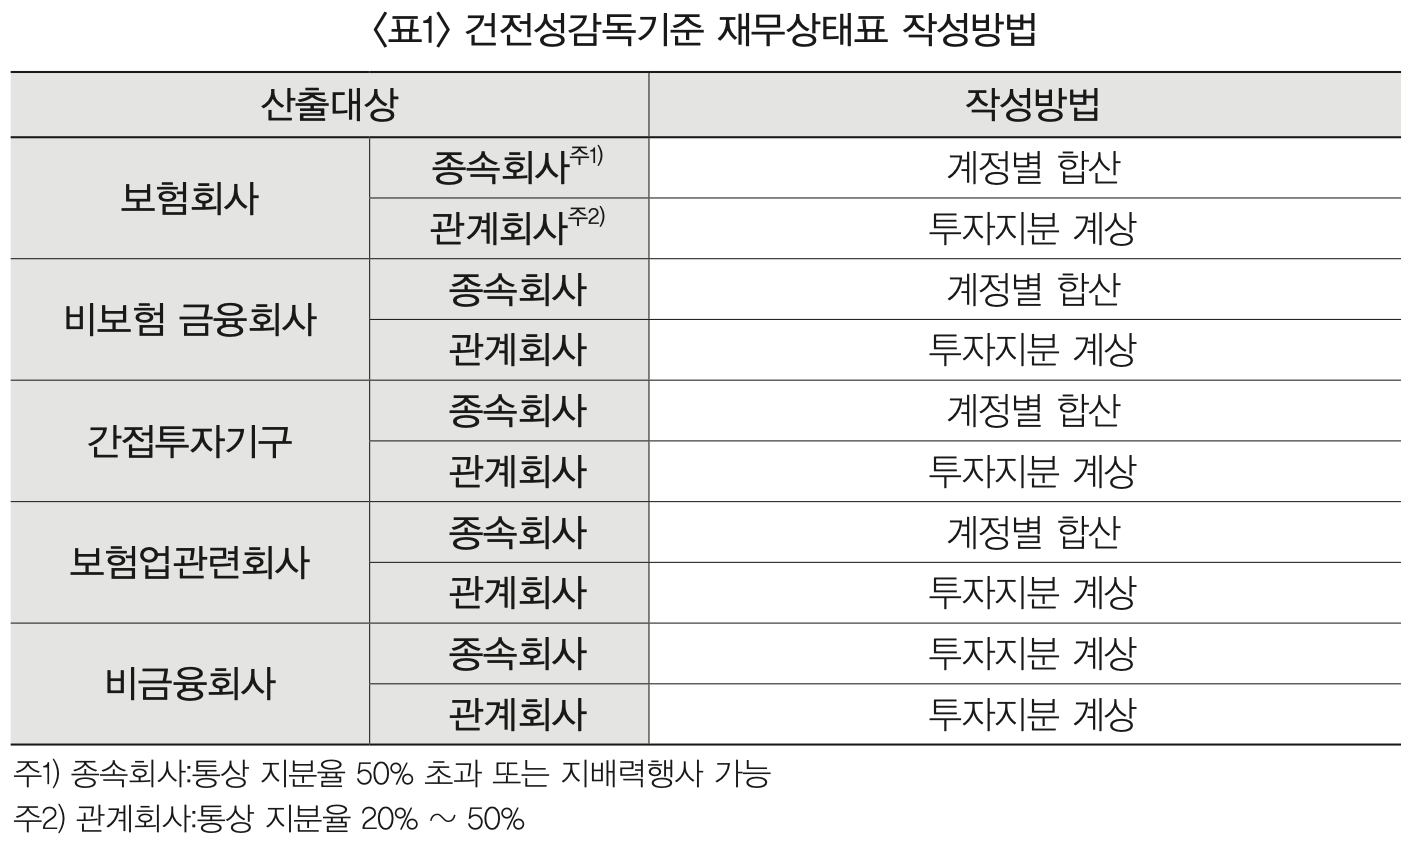 〈표1〉 건전성감독기준 재무상태표 작성방법
산출대상 작성방법
보험회사 종속회사주1) 계정별 합산
관계회사주2) 투자지분 계상
비보험 금융회사 종속회사 계정별 합산
관계회사 투자지분 계상
간접투자기구 종속회사 계정별 합산
관계회사 투자지분 계상
보험업관련회사 종속회사 계정별 합산
관계회사 투자지분 계상
비금융회사 종속회사 투자지분 계상
관계회사 투자지분 계상
주1) 종속회사:통상 지분율 50% 초과 또는 지배력행사 가능
주2) 관계회사:통상 지분율 20% ~ 50%